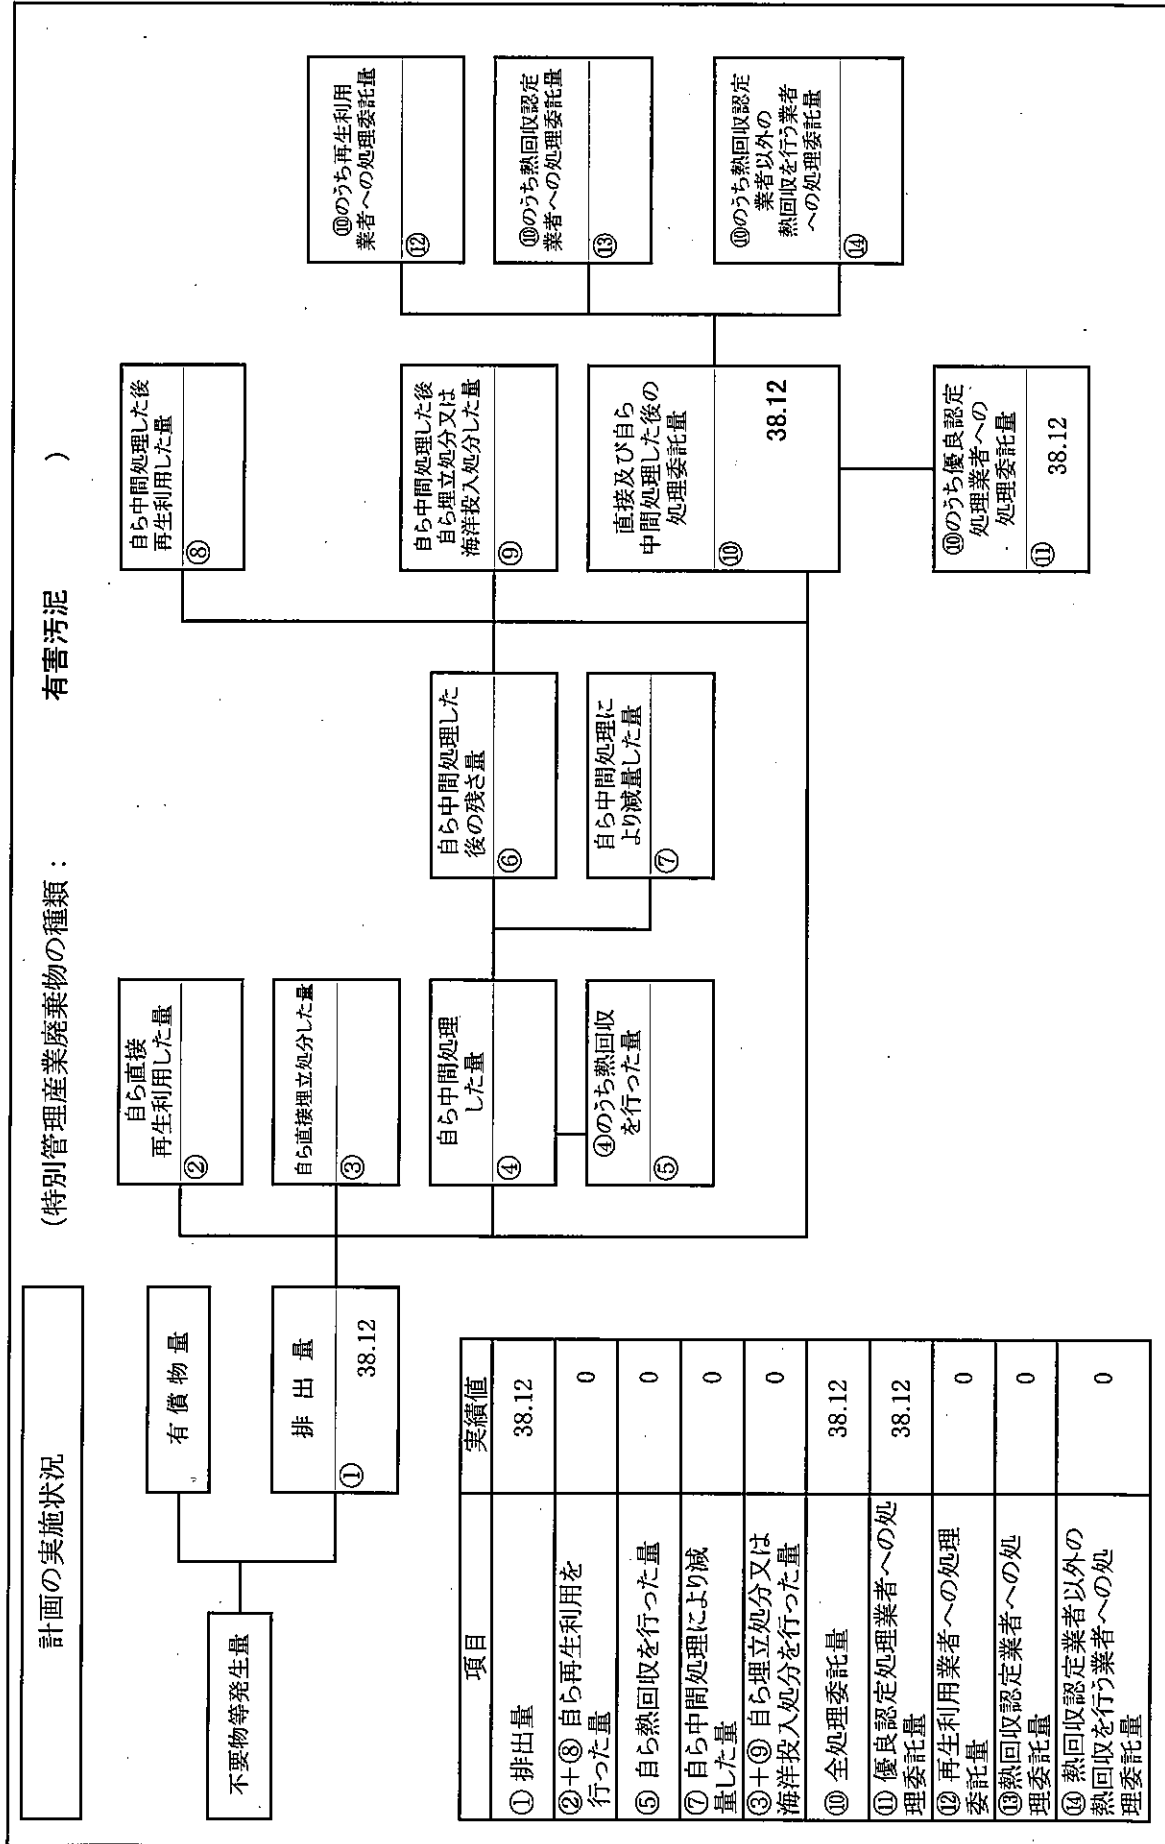 計画の実施状況
(特別管理産業廃棄物の種類： 有害汚泥 )
不要物等発生量
有償物量
排出量
① 38.12
自ら直接
再生利用した量
②
自ら直接埋立処分した量
③
自ら中間処理
した量
④
④のうち熱回収
を行った量
⑤
自ら中間処理した
後の残さ量
⑥
自ら中間処理に
より減量した量
⑦
自ら中間処理した後
再生利用した量
⑧
自ら中間処理した後
自ら埋立処分又は
海洋投入処分した量
⑨
直接及び自ら
中間処理した後の
処理委託量
⑩ 38.12
⑩のうち優良認定
処理業者への
処理委託量
⑪ 38.12
⑩のうち再生利用
業者への処理委託量
⑫
⑩のうち熱回収認定
業者への処理委託量
⑬
⑩のうち熱回収認定
業者以外の
熱回収を行う業者
への処理委託量
⑭
項目 実績値
①排出量 38.12
②+⑧ 自ら再生利用を
行った量 0
⑤ 自ら熱回収を行った量 0
⑦ 自ら中間処理により減
量した量 0
③+⑨ 自ら埋立処分又は
海洋投入処分を行った量 0
⑩ 全処理委託量 38.12
⑪ 優良認定処理業者への処
理委託量 38.12
⑫ 再生利用業者への処理
委託量 0
⑬熱回収認定業者への処
理委託量 0
⑭ 熱回収認定業者以外の
熱回収を行う業者への処
理委託量 0